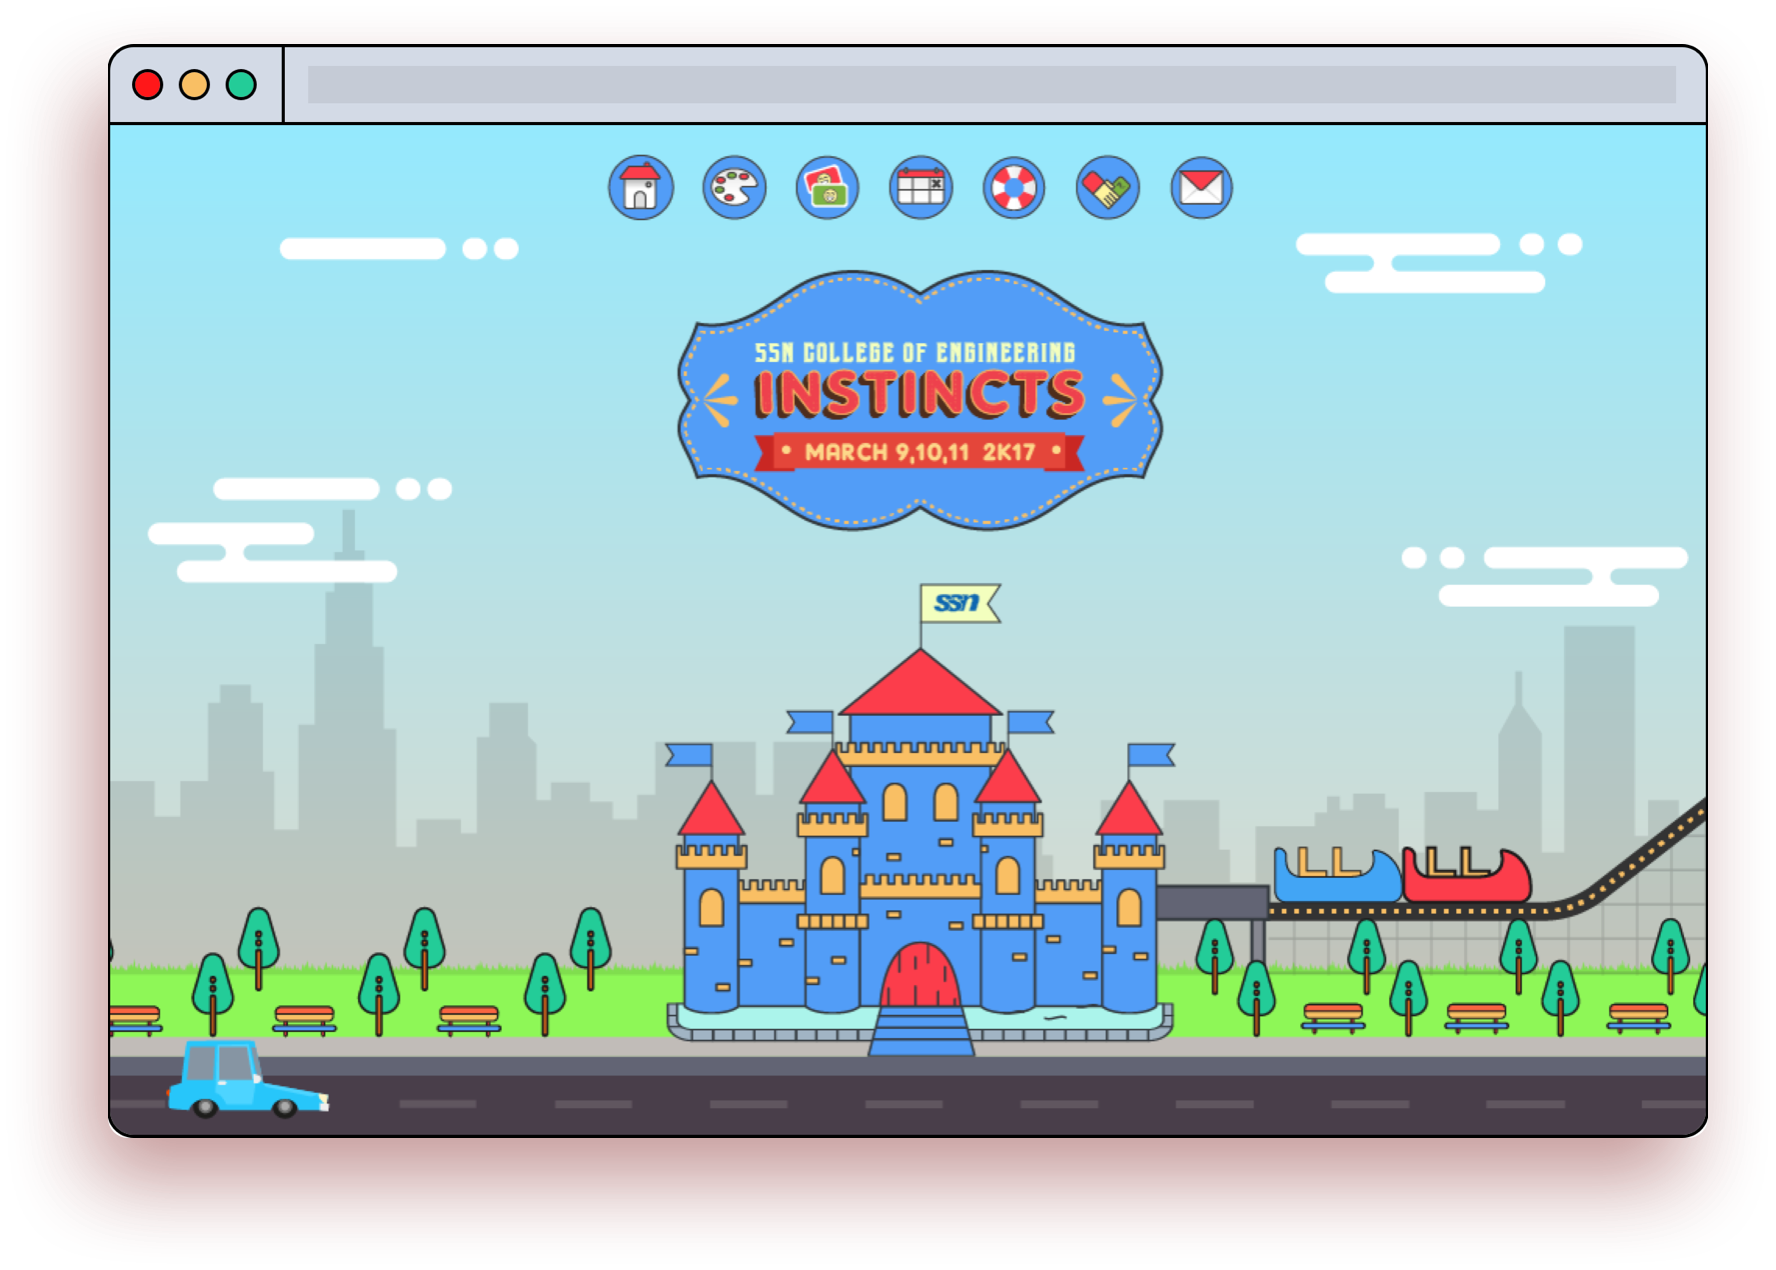 SSN COLLEGE OF ENGINEERING
INSTINCTS
• MARCH 9,10,11 2K17 •
ssn